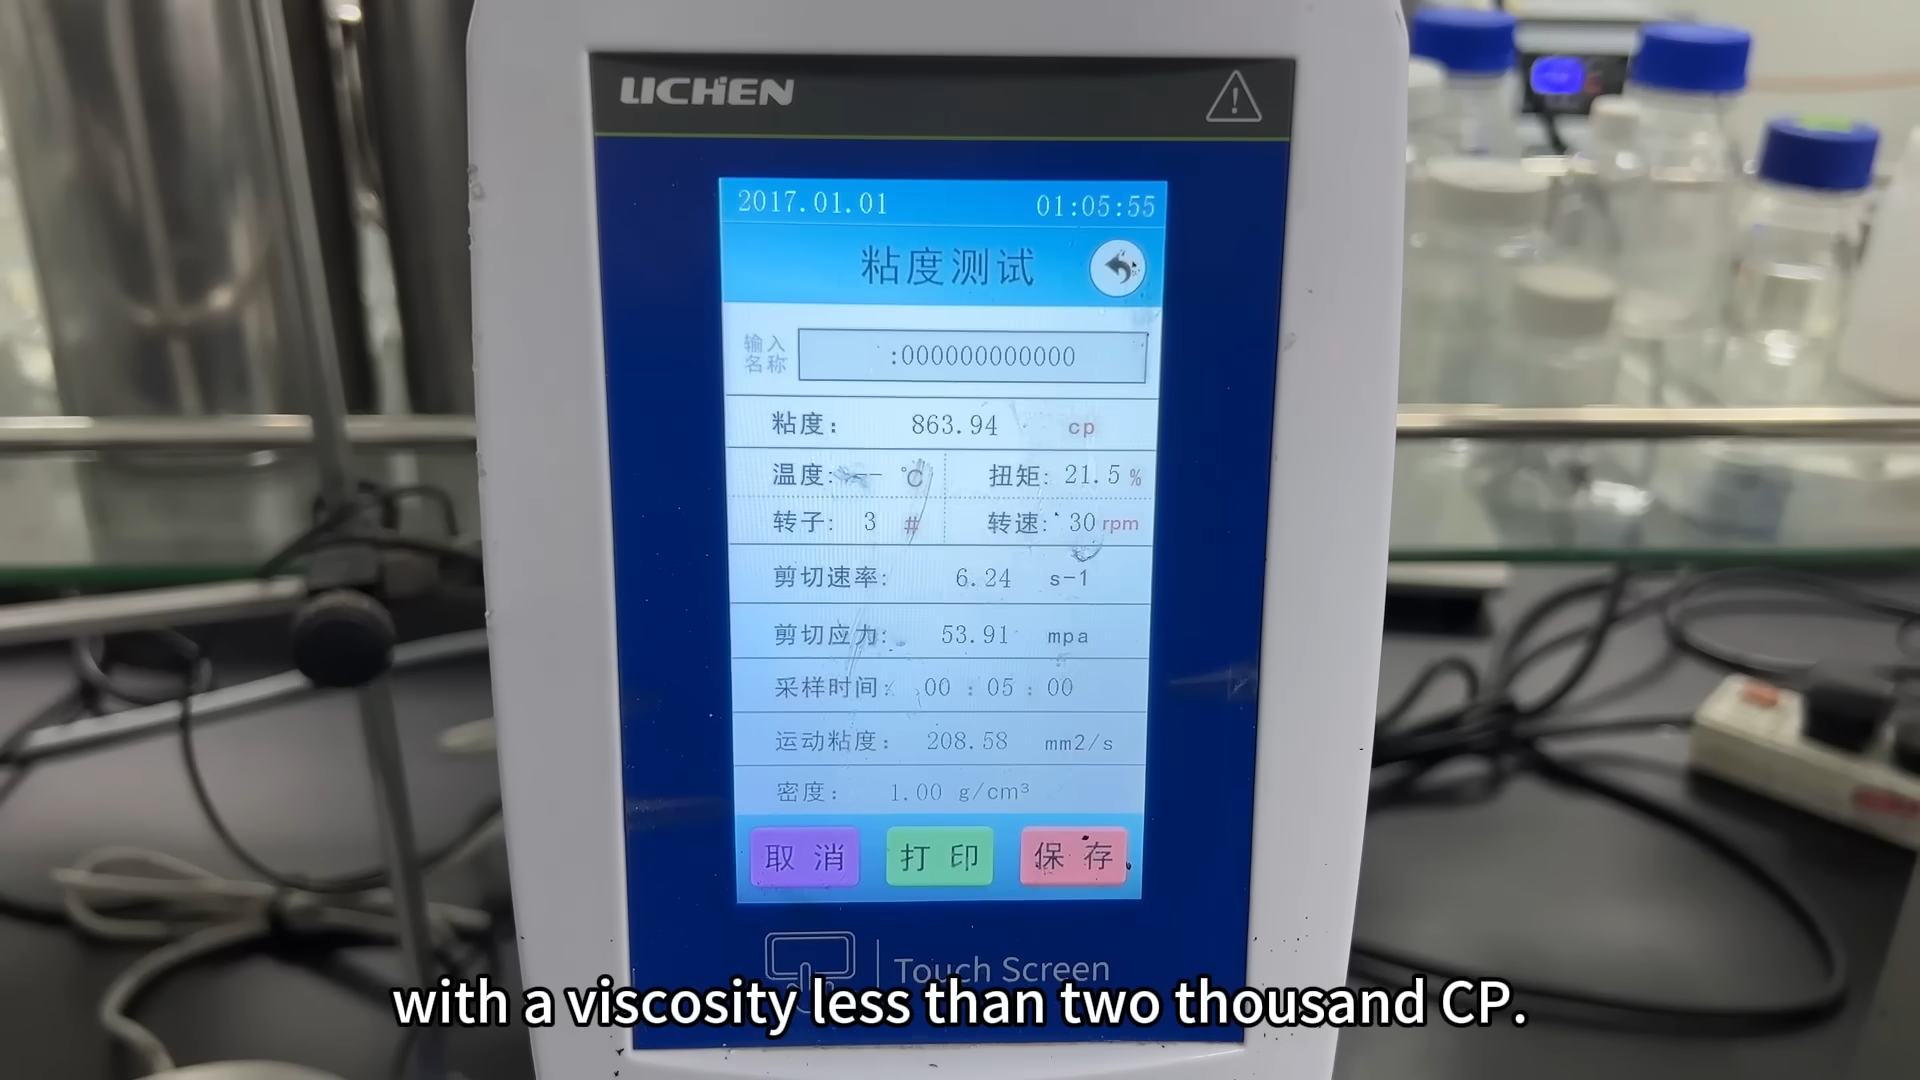 LICHEN
2017.01.01 01:05:55
粘度测试
输入名称 :000000000000
粘度: 863.94 cp
温度: -- ℃ 扭矩: 21.5 %
转子: 3 # 转速: 30 rpm
剪切速率: 6.24 s-1
剪切应力: 53.91 mpa
采样时间: 00 : 05 : 00
运动粘度: 208.58 mm2/s
密度: 1.00 g/cm³
取消 打印 保存
Touch Screen
with a viscosity less than two thousand CP.